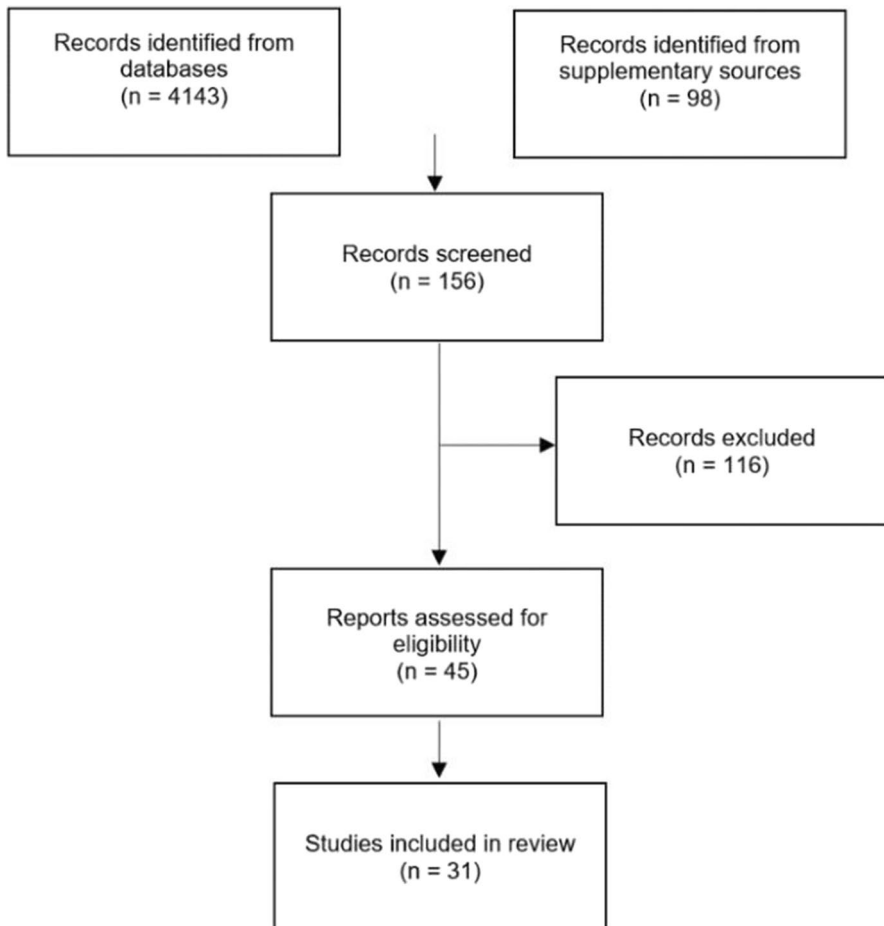 Records identified from
databases
(n = 4143)
Records identified from
supplementary sources
(n = 98)
Records screened
(n = 156)
Records excluded
(n = 116)
Reports assessed for
eligibility
(n = 45)
Studies included in review
(n = 31)